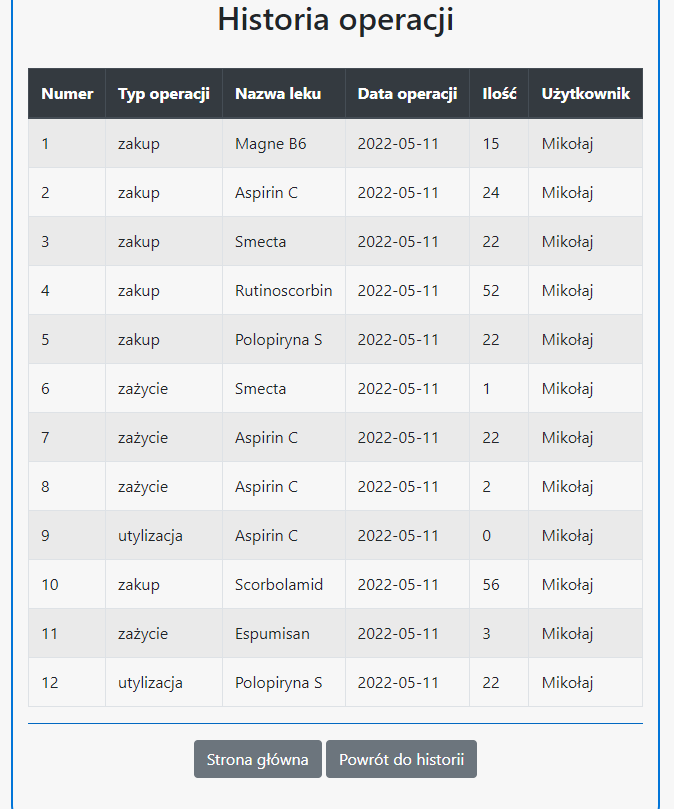 Historia operacji
Numer Typ operacji Nazwa leku Data operacji Ilość Użytkownik
1 zakup Magne B6 2022-05-11 15 Mikołaj
2 zakup Aspirin C 2022-05-11 24 Mikołaj
3 zakup Smecta 2022-05-11 22 Mikołaj
4 zakup Rutinoscorbin 2022-05-11 52 Mikołaj
5 zakup Polopiryna S 2022-05-11 22 Mikołaj
6 zażycie Smecta 2022-05-11 1 Mikołaj
7 zażycie Aspirin C 2022-05-11 22 Mikołaj
8 zażycie Aspirin C 2022-05-11 2 Mikołaj
9 utylizacja Aspirin C 2022-05-11 0 Mikołaj
10 zakup Scorbolamid 2022-05-11 56 Mikołaj
11 zażycie Espumisan 2022-05-11 3 Mikołaj
12 utylizacja Polopiryna S 2022-05-11 22 Mikołaj
Strona główna Powrót do historii